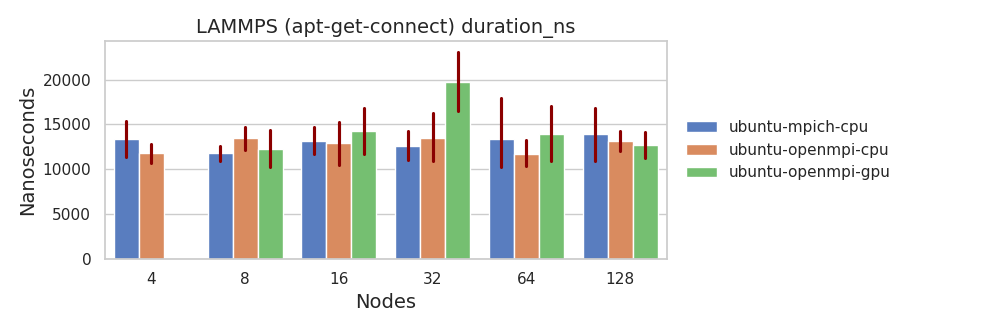 LAMMPS (apt-get-connect) duration_ns
Nanoseconds
20000
15000
10000
5000
0
4 8 16 32 64 128
Nodes
ubuntu-mpich-cpu
ubuntu-openmpi-cpu
ubuntu-openmpi-gpu